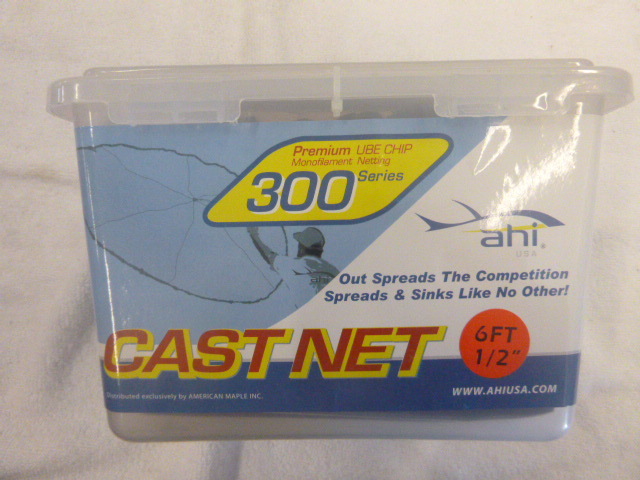 Premium UBE CHIP
Monofilament Netting
300 Series
ahi
USA
Out Spreads The Competition
Spreads & Sinks Like No Other!
CAST NET
6FT
1/2"
Distributed exclusively by AMERICAN MAPLE INC.
WWW.AHIUSA.COM